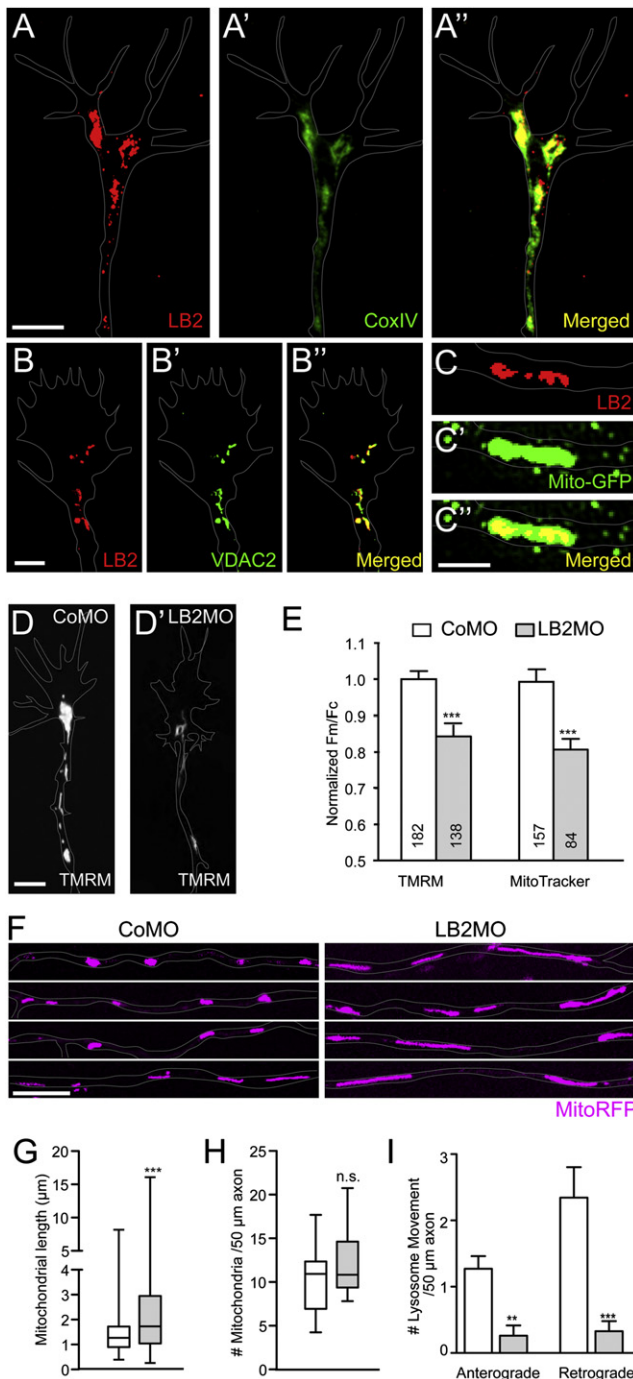 A
LB2
A'
CoxIV
A"
Merged
B
LB2
B'
VDAC2
B"
Merged
C
LB2
C'
Mito-GFP
C"
Merged
D
CoMO
TMRM
D'
LB2MO
TMRM
E
CoMO
LB2MO
Normalized Fm/Fc
1.1
1.0
0.9
0.8
0.7
0.6
0.5
***
***
182
138
157
84
TMRM
MitoTracker
F
CoMO
LB2MO
MitoRFP
G
Mitochondrial length (µm)
20
15
10
5
4
3
2
1
0
***
H
# Mitochondria /50 µm axon
25
20
15
10
5
0
n.s.
I
# Lysosome Movement
/50 µm axon
3
2
1
0
**
***
Anterograde
Retrograde